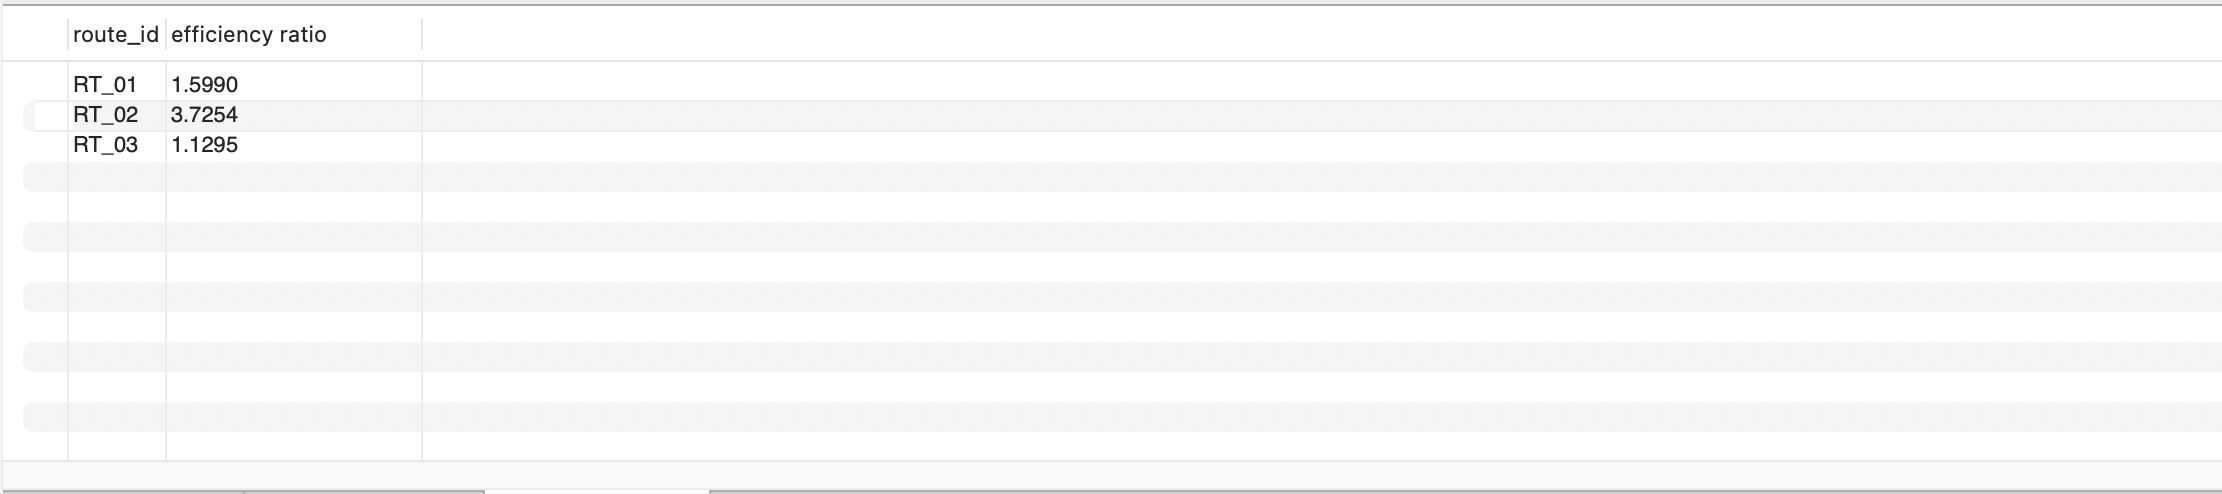 route_id efficiency ratio
RT_01 1.5990
RT_02 3.7254
RT_03 1.1295